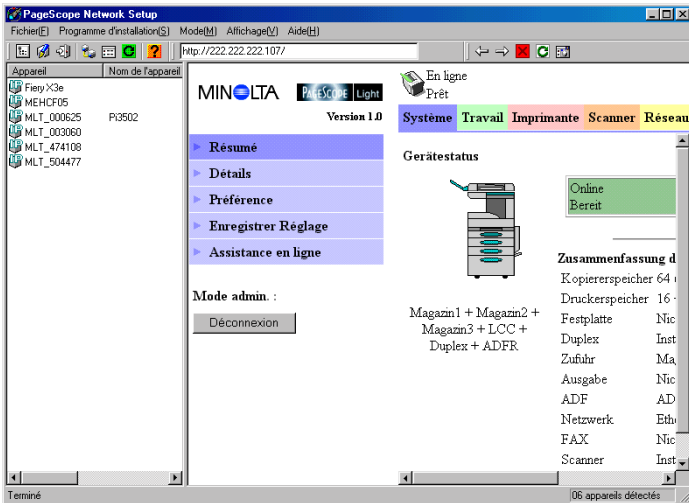 PageScope Network Setup
Fichier(F) Programme d'installation(S) Mode(M) Affichage(V) Aide(H)
http://222.222.222.107/
Appareil Nom de l'appareil
Fiery X3e
MEHCF05
MLT_000625 Pi3502
MLT_003060
MLT_474108
MLT_504477
MINOLTA PAGESCOPE Light
Version 1.0
Résumé
Détails
Préférence
Enregistrer Réglage
Assistance en ligne
Mode admin. :
Déconnexion
En ligne
Prêt
Système Travail Imprimante Scanner Réseau
Gerätestatus
Online
Bereit
Magazin1 + Magazin2 +
Magazin3 + LCC +
Duplex + ADFR
Zusammenfassung d
Kopiererspeicher 64
Druckerspeicher 16
Festplatte Nic
Duplex Inst
Zufuhr Ma
Ausgabe Nic
ADF AD
Netzwerk Eth
FAX Nic
Scanner Inst
Terminé
06 appareils détectés